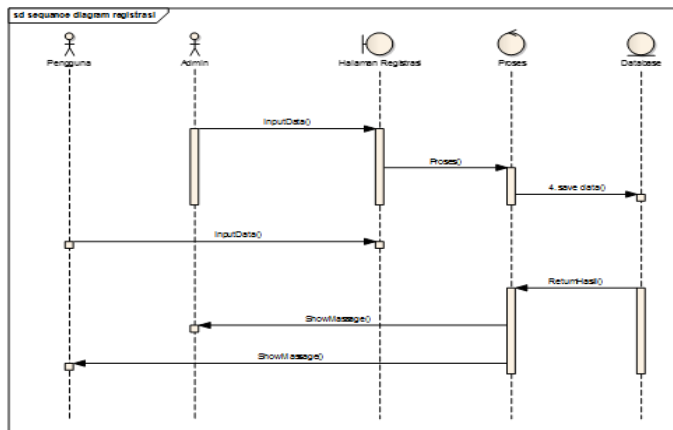 sd sequance diagram registrasi
Pengguna
Admin
Halaman Registrasi
Proses
Database
InputData()
Proses()
4. save data()
InputData()
ReturnHasil()
ShowMassage()
ShowMassage()